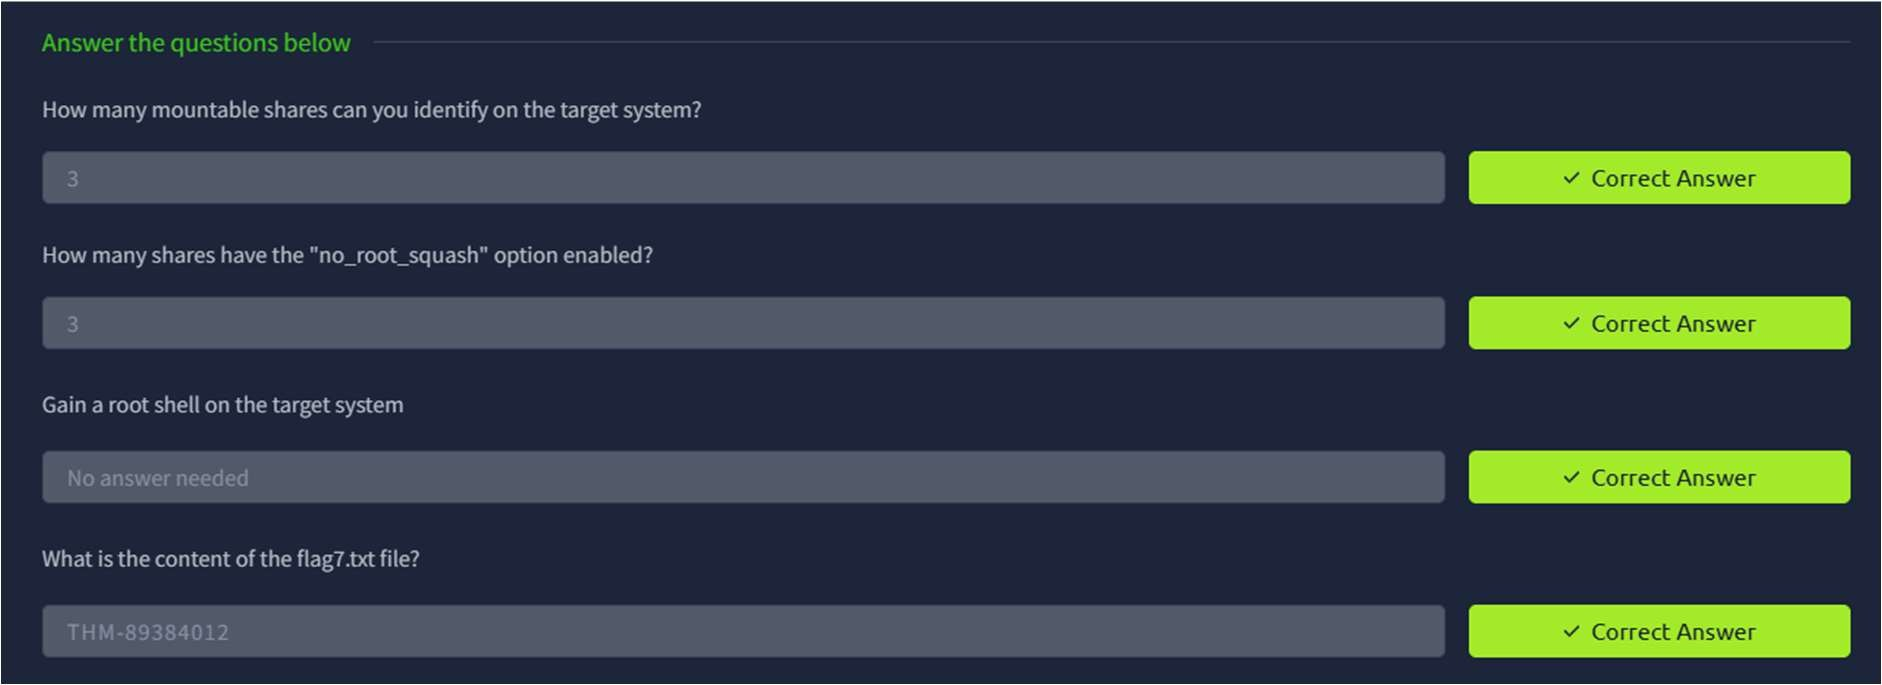 Answer the questions below
How many mountable shares can you identify on the target system?
3
✓ Correct Answer
How many shares have the "no_root_squash" option enabled?
3
✓ Correct Answer
Gain a root shell on the target system
No answer needed
✓ Correct Answer
What is the content of the flag7.txt file?
THM-89384012
✓ Correct Answer